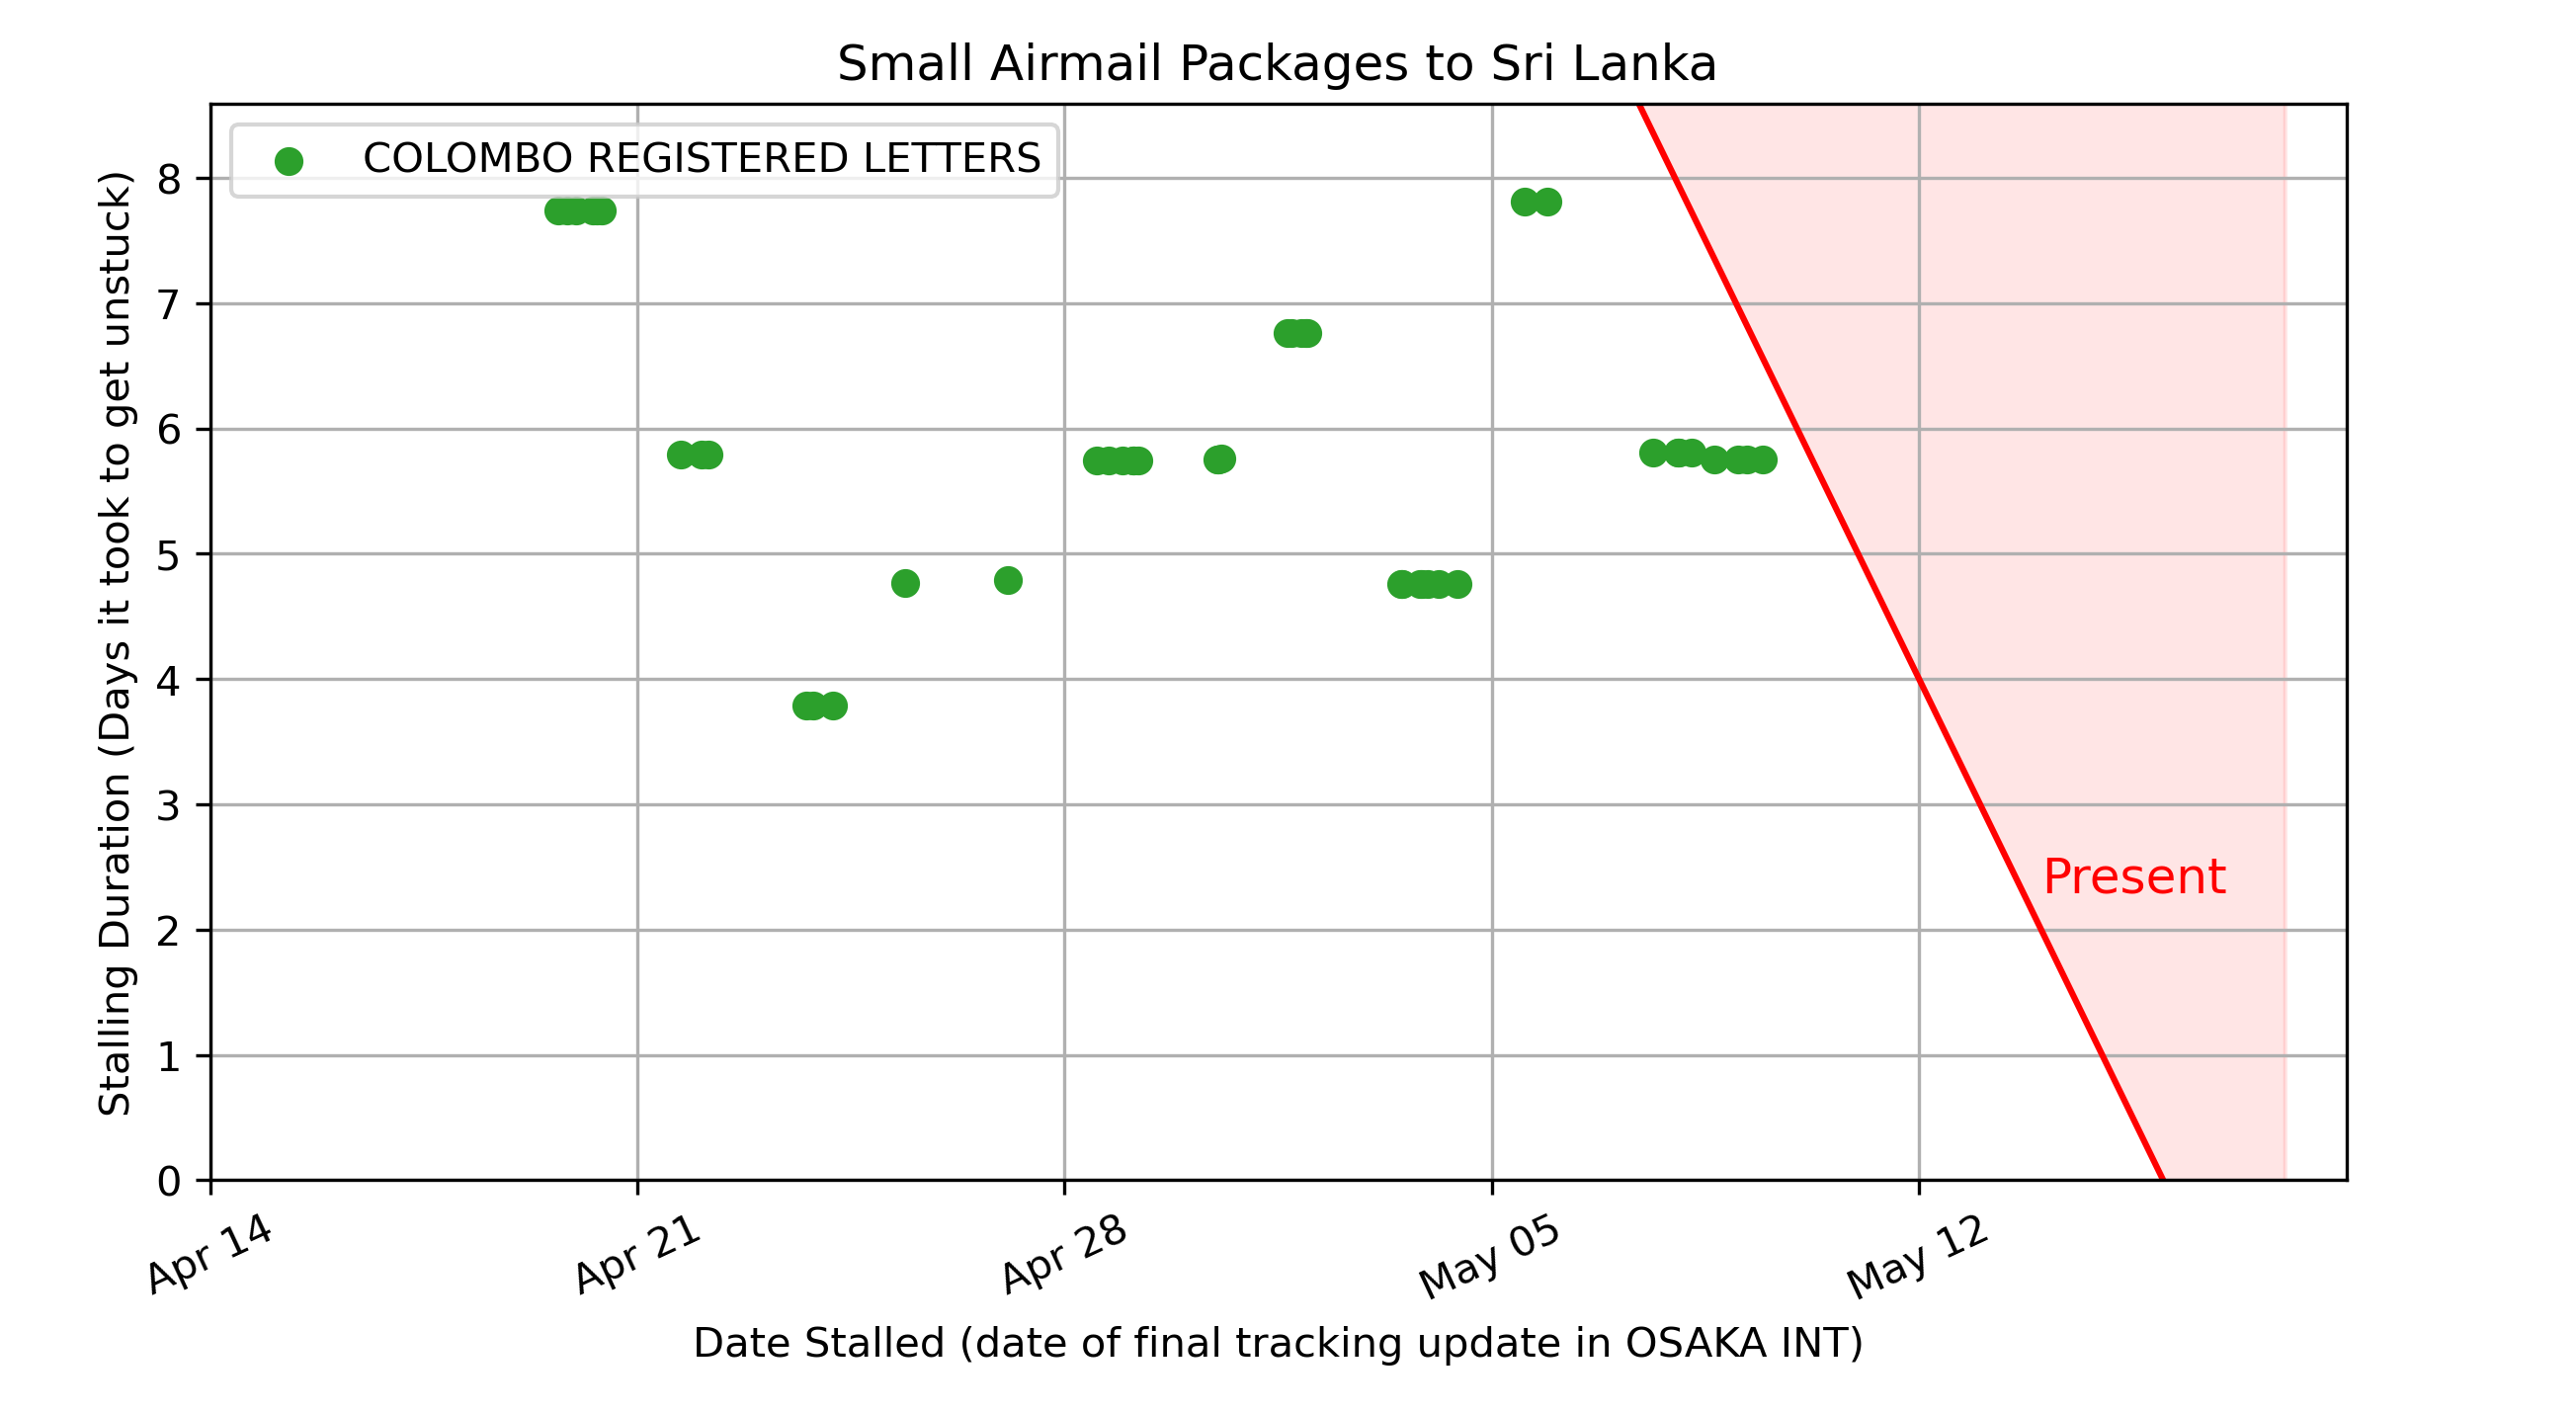 Small Airmail Packages to Sri Lanka
COLOMBO REGISTERED LETTERS
Stalling Duration (Days it took to get unstuck)
8
7
6
5
4
3
2
1
0
Present
Apr 14
Apr 21
Apr 28
May 05
May 12
Date Stalled (date of final tracking update in OSAKA INT)